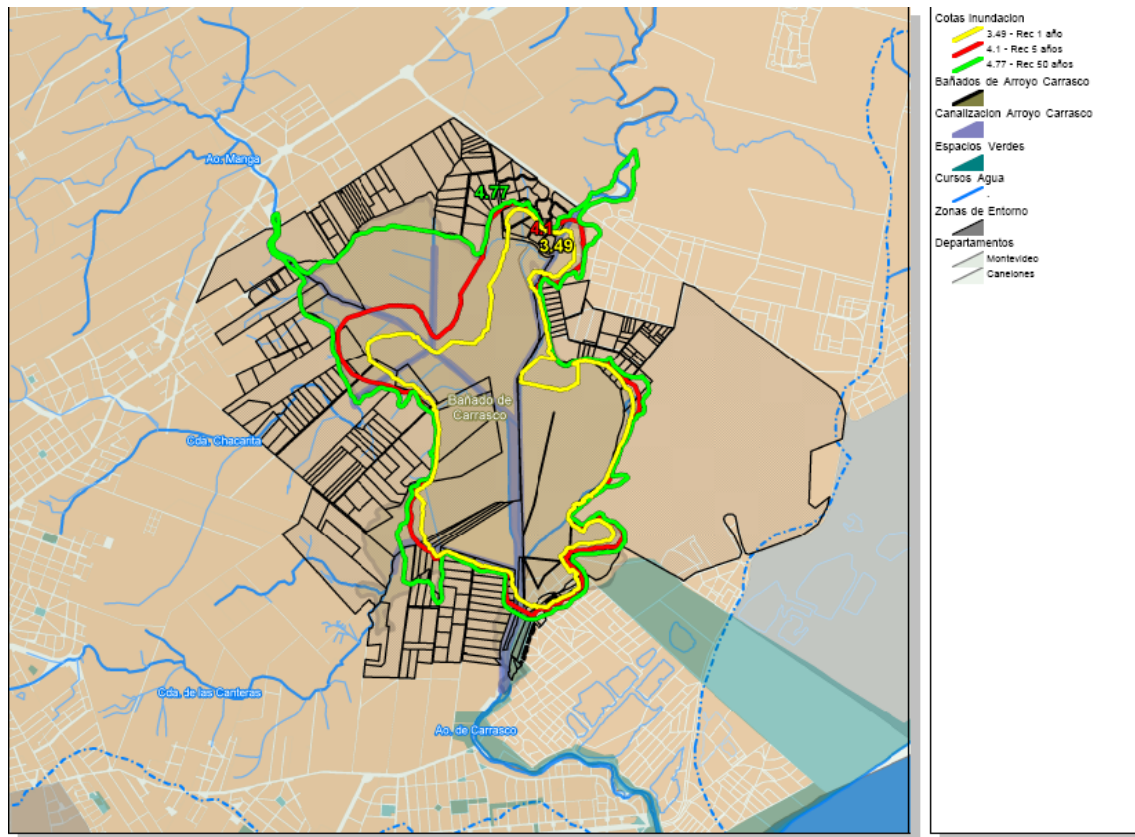 Ao. Manga
4.77
4.1
3.49
Bañado de
Carrasco
Cda. Chacarita
Cda. de las Canteras
Ao. de Carrasco
Cotas Inundacion
3.49 - Rec 1 año
4.1 - Rec 5 años
4.77 - Rec 50 años
Bañados de Arroyo Carrasco
Canalizacion Arroyo Carrasco
Espacios Verdes
Cursos Agua
Zonas de Entorno
Departamentos
Montevideo
Canelones